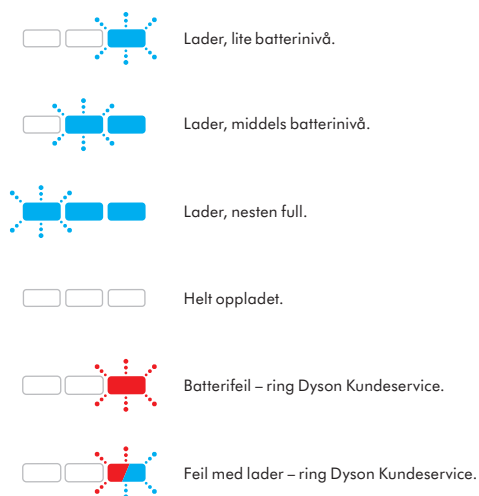 Lader, lite batterinivå.
Lader, middels batterinivå.
Lader, nesten full.
Helt oppladet.
Batterifeil – ring Dyson Kundeservice.
Feil med lader – ring Dyson Kundeservice.